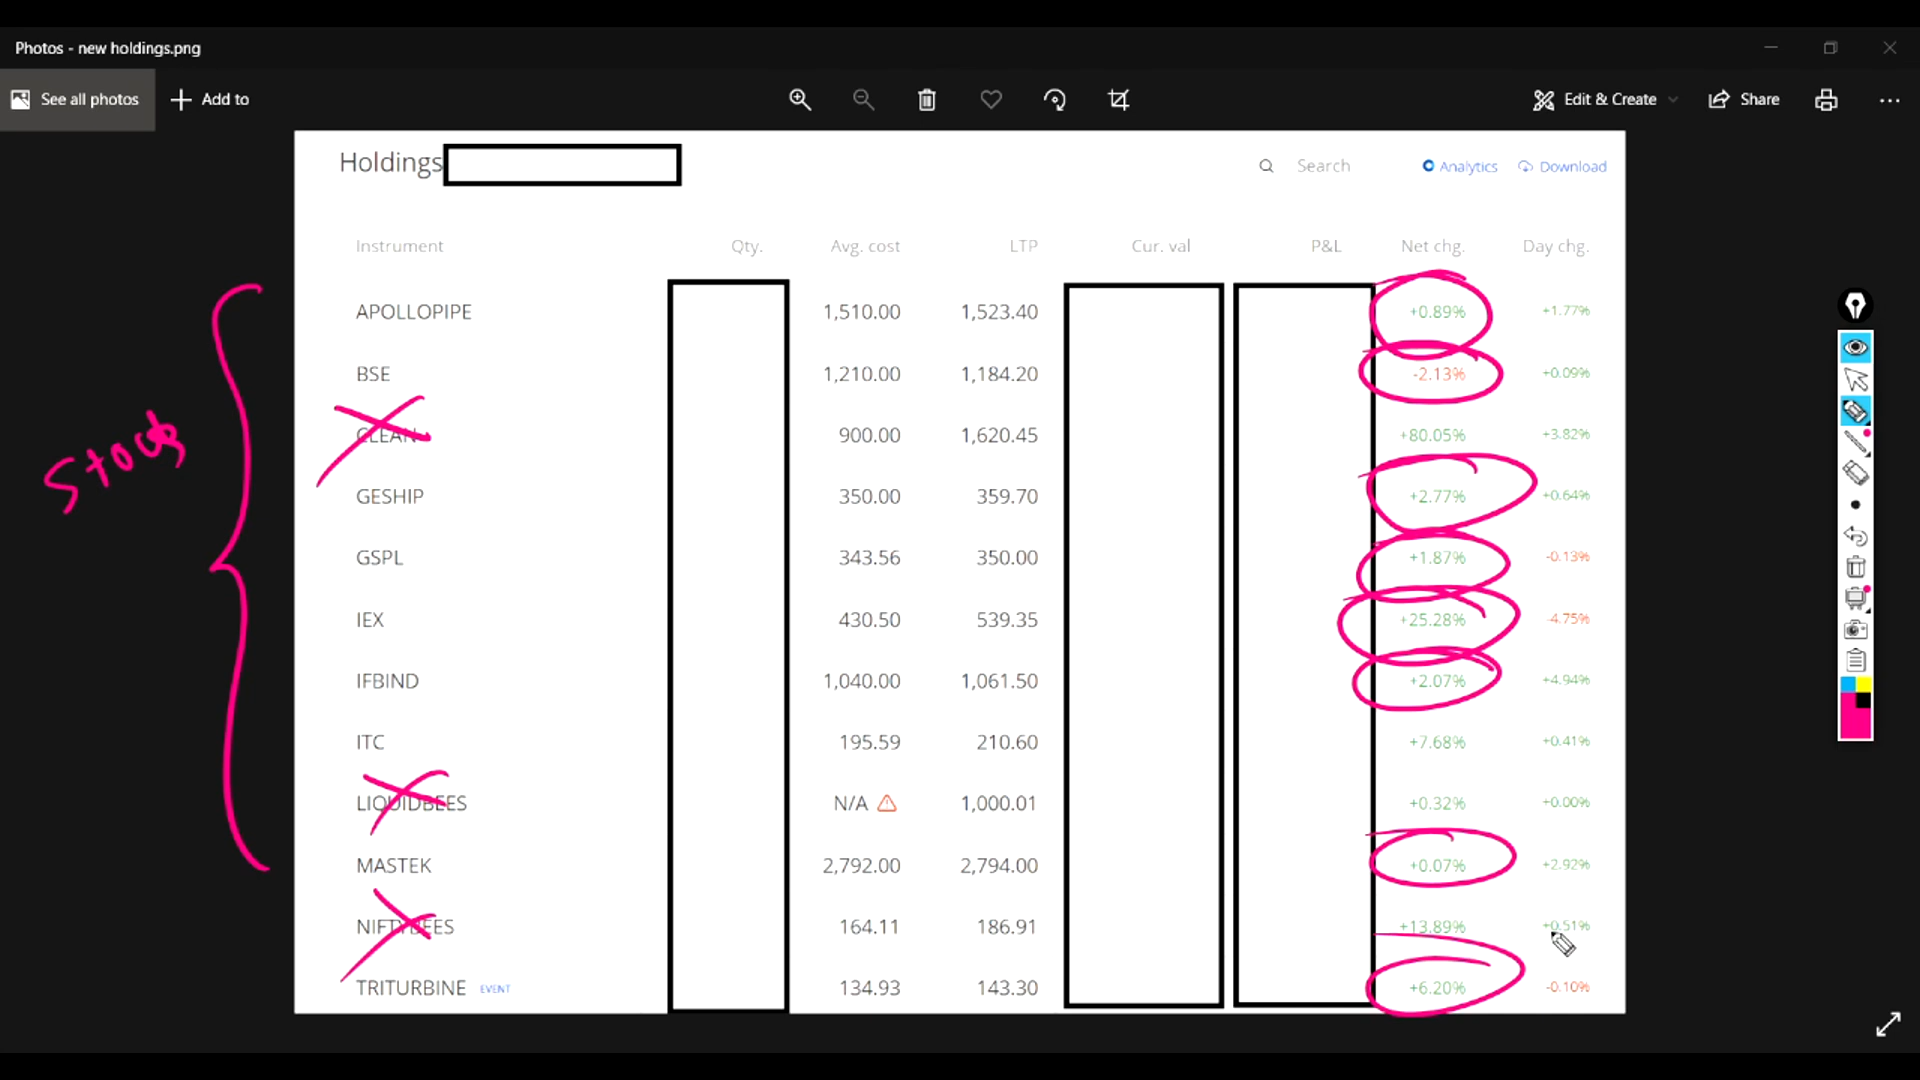 Photos - new holdings.png
See all photos Add to Edit & Create Share
Holdings Search Analytics Download
Instrument Qty. Avg. cost LTP Cur. val P&L Net chg. Day chg.
APOLLOPIPE 1,510.00 1,523.40 +0.89% +1.77%
BSE 1,210.00 1,184.20 -2.13% +0.09%
CLEAN 900.00 1,620.45 +80.05% +3.82%
GESHIP 350.00 359.70 +2.77% +0.64%
GSPL 343.56 350.00 +1.87% -0.13%
IEX 430.50 539.35 +25.28% -4.75%
IFBIND 1,040.00 1,061.50 +2.07% +4.94%
ITC 195.59 210.60 +7.68% +0.41%
LIQUIDBEES N/A 1,000.01 +0.32% +0.00%
MASTEK 2,792.00 2,794.00 +0.07% +2.92%
NIFTYBEES 164.11 186.91 +13.89% +0.51%
TRITURBINE EVENT 134.93 143.30 +6.20% -0.10%